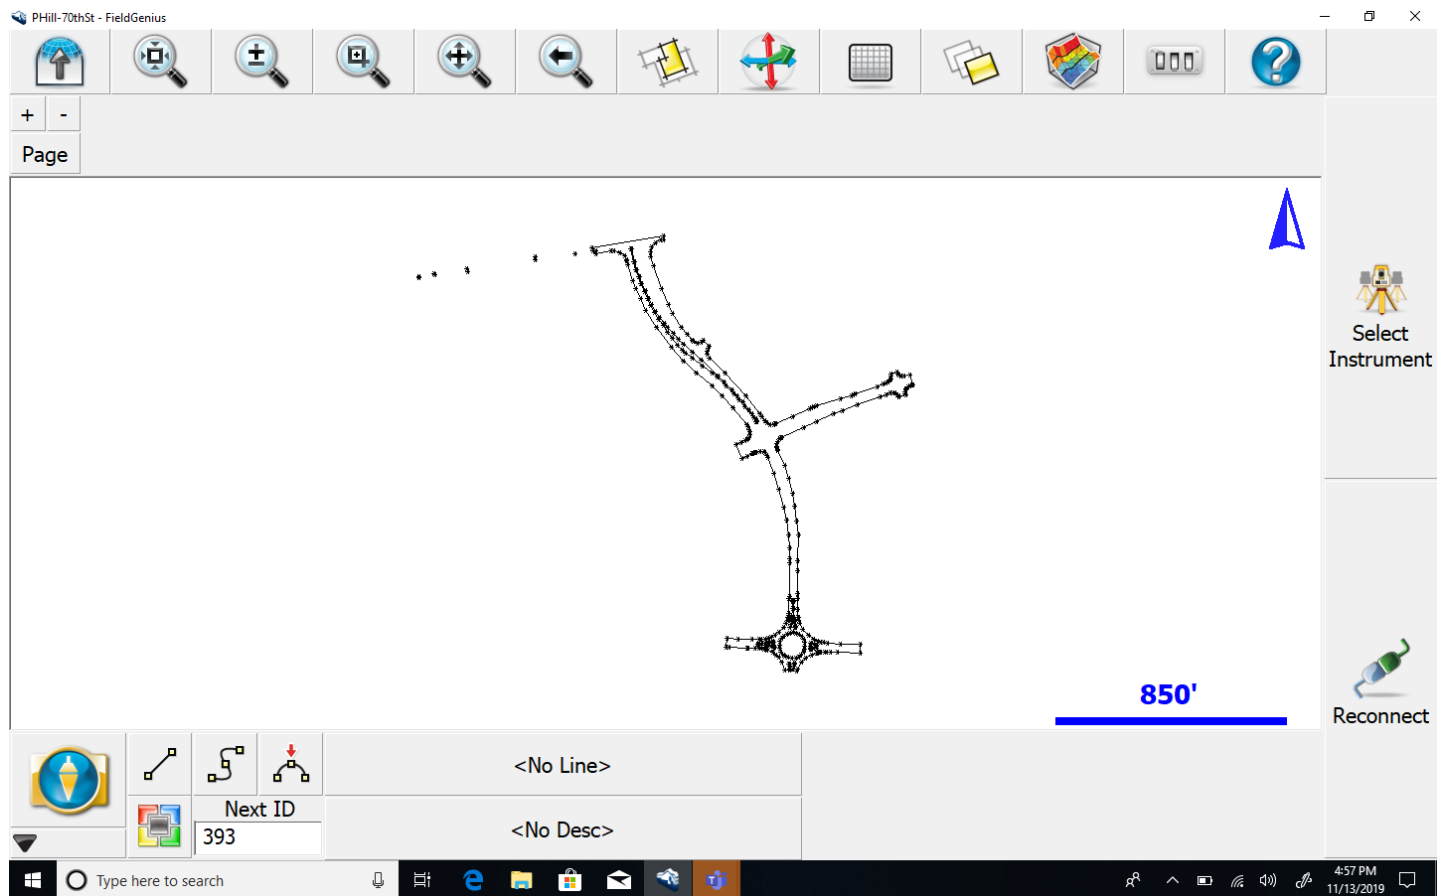 PHill-70thSt - FieldGenius
+ -
Page
850'
Select
Instrument
Reconnect
<No Line>
Next ID
393
<No Desc>
Type here to search
4:57 PM
11/13/2019